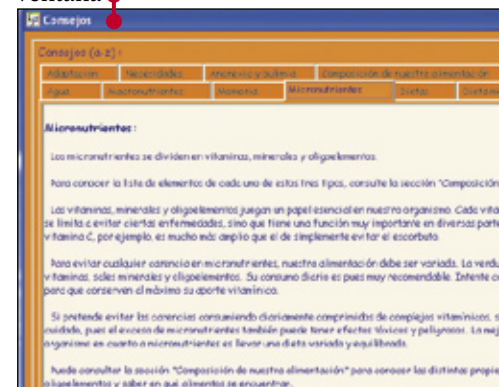 ventana
Consejos
Consejos (a-z) :
Adaptación Necesidades Anorexia y bulimia Composición de nuestra alimentación
Agua Macronutrientes Memoria Micronutrientes Dietas
Micronutrientes :
Los micronutrientes se dividen en vitaminas, minerales y oligoelementos.
Para conocer la lista de elementos de cada uno de estos tres tipos, consulte la sección "Composición
Las vitaminas, minerales y oligoelementos juegan un papel esencial en nuestro organismo. Cada vita
se limita a evitar ciertas enfermedades, sino que tiene una función muy importante en diversas parte
vitamina C, por ejemplo, es mucho más amplio que el de simplemente evitar el escorbuto.
Para evitar cualquier carencia en micronutrientes, nuestra alimentación debe ser variada. La verdu
vitaminas, sales minerales y oligoelementos. Su consumo diario es pues muy recomendable. Intente co
para que conserven al máximo su aporte vitamínico.
Si pretende evitar las carencias consumiendo diariamente comprimidos de complejos vitamínicos, s
cuidado, pues el exceso de micronutrientes también puede tener efectos tóxicos y peligrosos. La mej
organismo en cuanto a micronutrientes es llevar una dieta variada y equilibrada.
Puede consultar la sección "Composición de nuestra alimentación" para conocer las distintas propie
oligoelementos y saber en qué alimentos se encuentran.